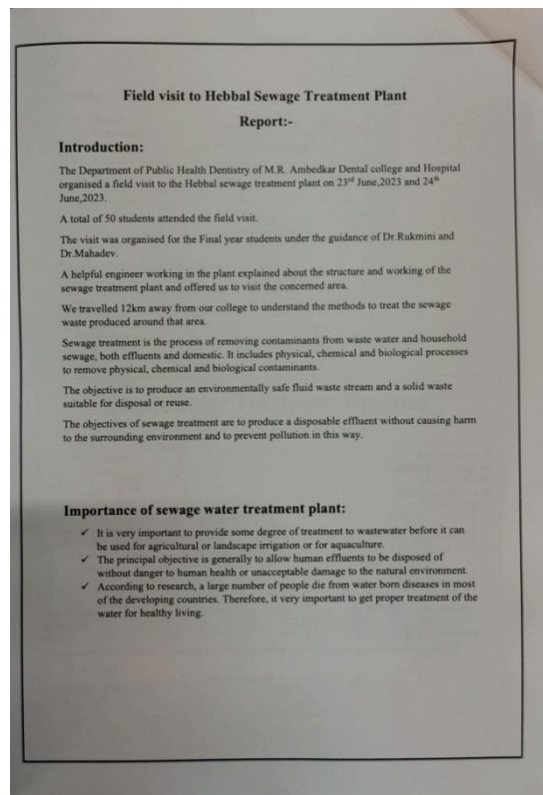 Field visit to Hebbal Sewage Treatment Plant
Report:-
Introduction:
The Department of Public Health Dentistry of M.R. Ambedkar Dental college and Hospital
organised a field visit to the Hebbal sewage treatment plant on 23rd June,2023 and 24th
June,2023.
A total of 50 students attended the field visit.
The visit was organised for the Final year students under the guidance of Dr.Rukmini and
Dr.Mahadev.
A helpful engineer working in the plant explained about the structure and working of the
sewage treatment plant and offered us to visit the concerned area.
We travelled 12km away from our college to understand the methods to treat the sewage
waste produced around that area.
Sewage treatment is the process of removing contaminants from waste water and household
sewage, both effluents and domestic. It includes physical, chemical and biological processes
to remove physical, chemical and biological contaminants.
The objective is to produce an environmentally safe fluid waste stream and a solid waste
suitable for disposal or reuse.
The objectives of sewage treatment are to produce a disposable effluent without causing harm
to the surrounding environment and to prevent pollution in this way.
Importance of sewage water treatment plant:
✓ It is very important to provide some degree of treatment to wastewater before it can
be used for agricultural or landscape irrigation or for aquaculture.
✓ The principal objective is generally to allow human effluents to be disposed of
without danger to human health or unacceptable damage to the natural environment.
✓ According to research, a large number of people die from water born diseases in most
of the developing countries. Therefore, it very important to get proper treatment of the
water for healthy living.